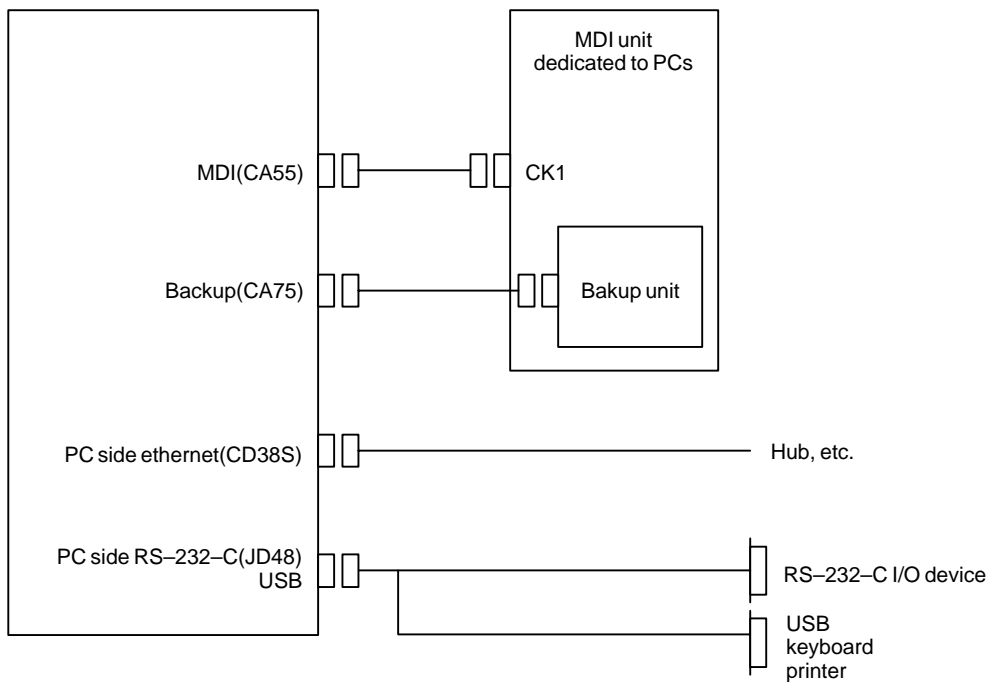 MDI unit
dedicated to PCs
MDI(CA55)
CK1
Backup(CA75)
Bakup unit
PC side ethernet(CD38S)
Hub, etc.
PC side RS–232–C(JD48)
USB
RS–232–C I/O device
USB
keyboard
printer